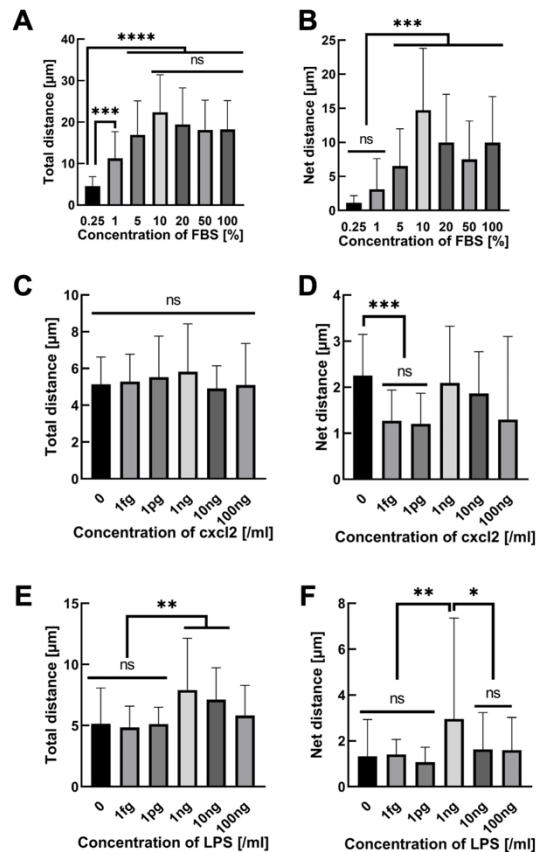 A
B
****
ns
***
Total distance [µm]
60
40
20
10
0
0.25 1 5 10 20 50 100
Concentration of FBS [%]
***
ns
Net distance [µm]
25
20
15
10
5
0
0.25 1 5 10 20 50 100
Concentration of FBS [%]
C
D
ns
Total distance [µm]
10
8
6
4
2
0
0 1fg 1pg 1ng 10ng 100ng
Concentration of cxcl2 [/ml]
***
ns
Net distance [µm]
4
3
2
1
0
0 1fg 1pg 1ng 10ng 100ng
Concentration of cxcl2 [/ml]
E
F
**
ns
Total distance [µm]
15
10
5
0
0 1fg 1pg 1ng 10ng 100ng
Concentration of LPS [/ml]
** *
ns ns
Net distance [µm]
8
6
4
2
0
0 1fg 1pg 1ng 10ng 100ng
Concentration of LPS [/ml]